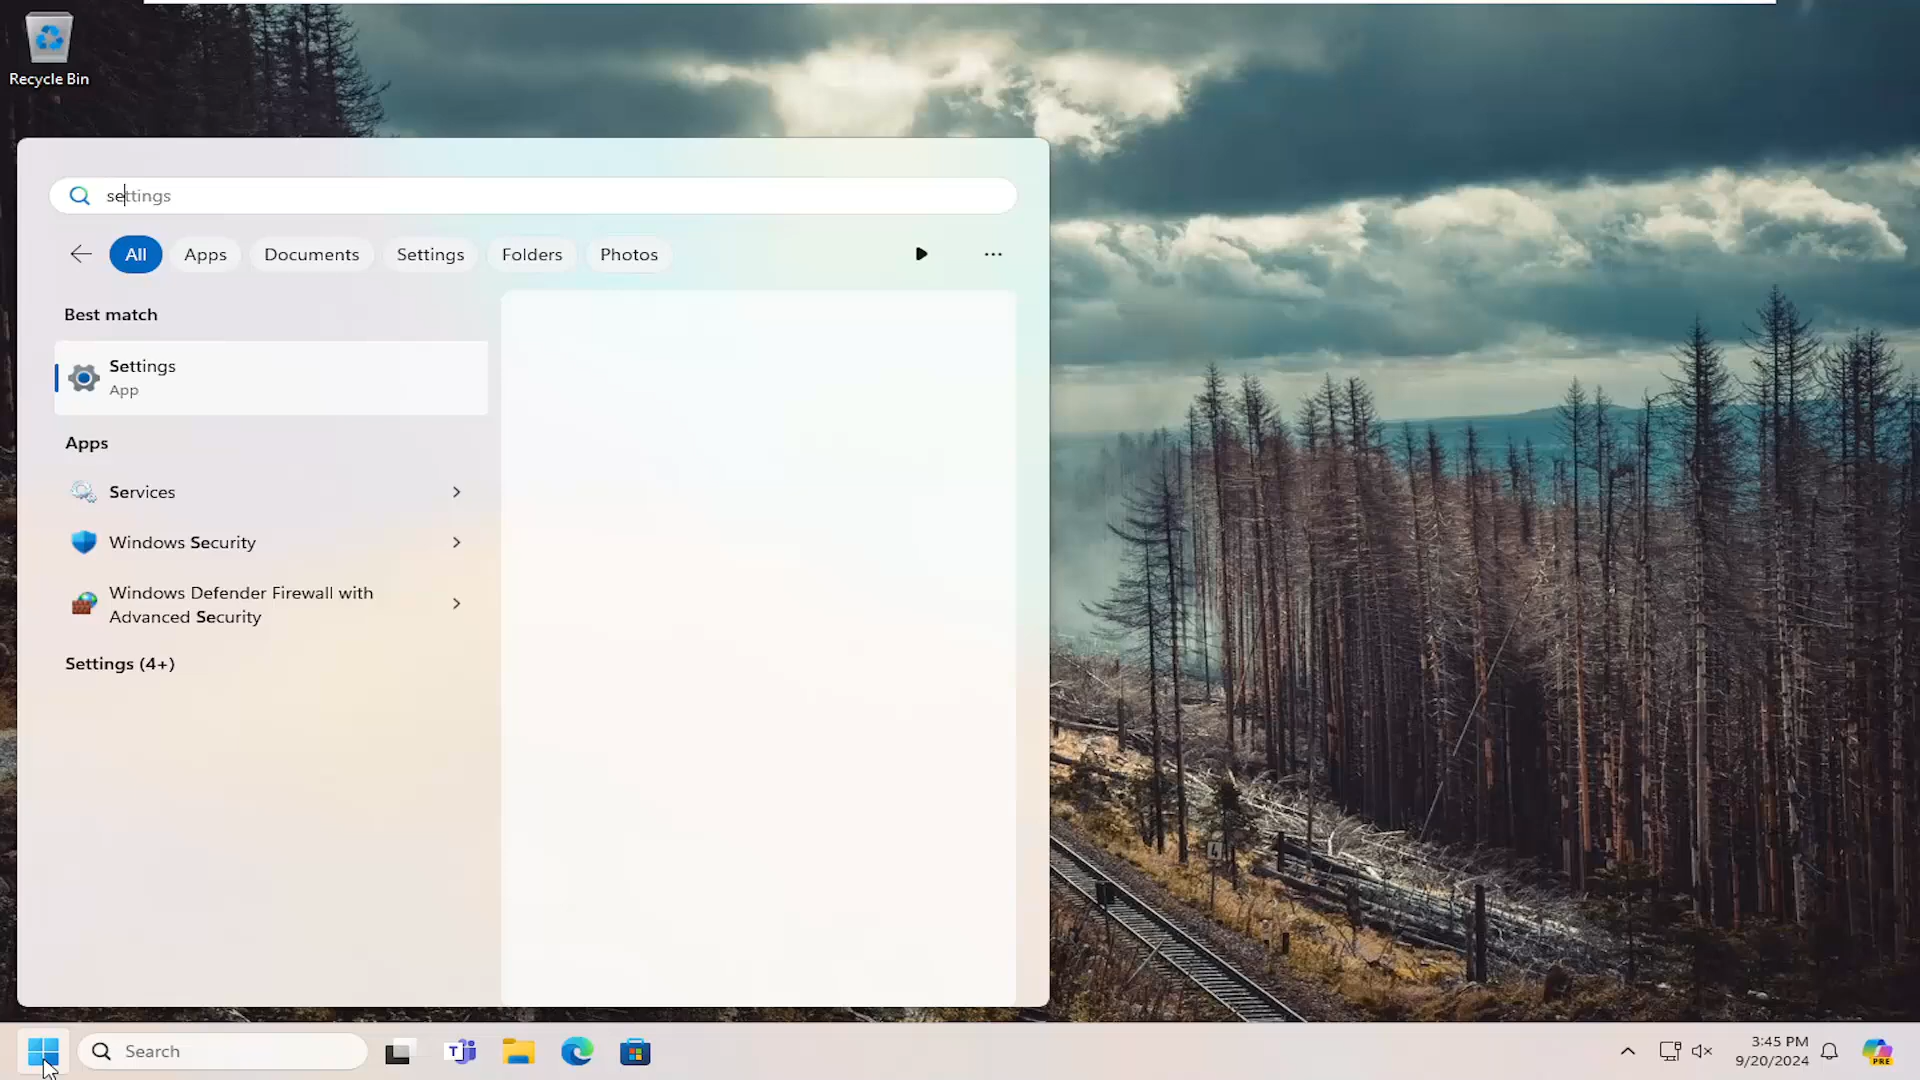 Recycle Bin
settings
All
Apps
Documents
Settings
Folders
Photos
Best match
Settings
App
Apps
Services
Windows Security
Windows Defender Firewall with
Advanced Security
Settings (4+)
Search
T
3:45 PM
9/20/2024
PRE